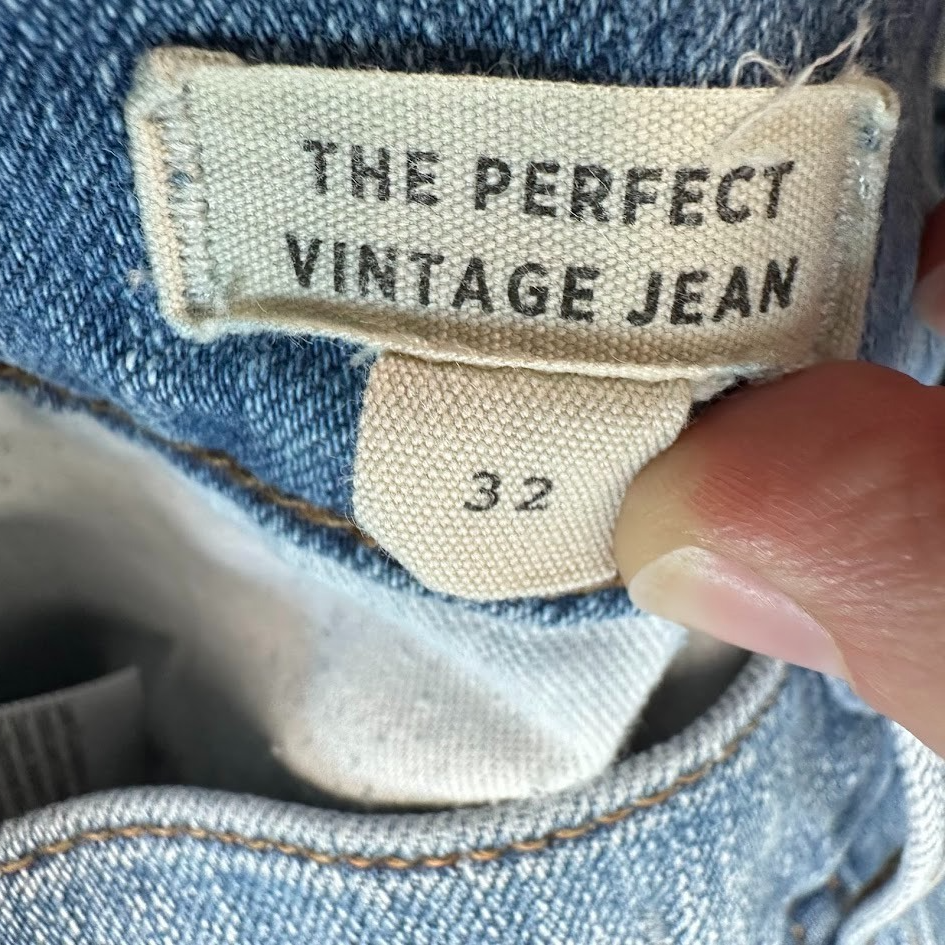 THE PERFECT
VINTAGE JEAN
32